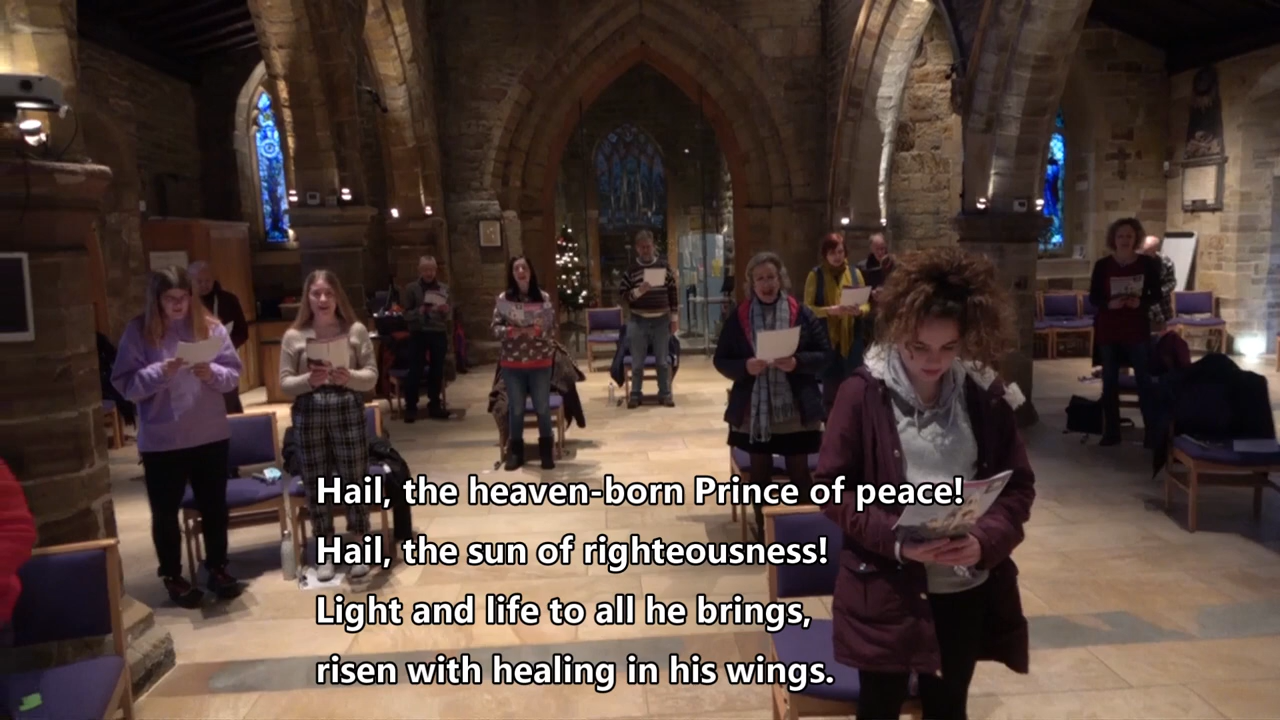 Hail, the heaven-born Prince of peace!
Hail, the sun of righteousness!
Light and life to all he brings,
risen with healing in his wings.